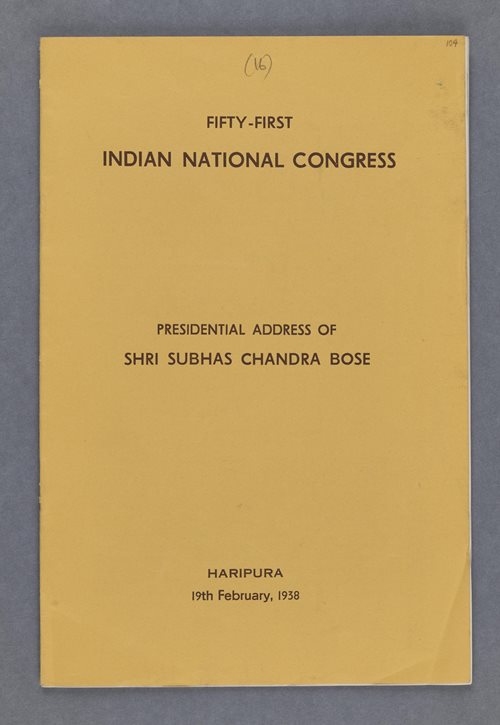 104
(16)
FIFTY-FIRST
INDIAN NATIONAL CONGRESS
PRESIDENTIAL ADDRESS OF
SHRI SUBHAS CHANDRA BOSE
HARIPURA
19th February, 1938